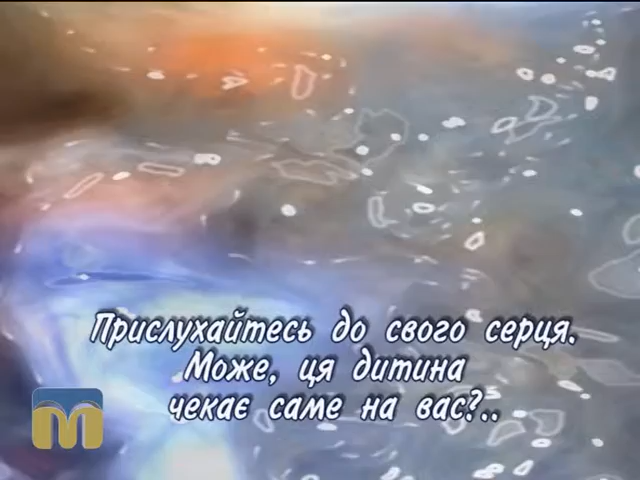 Прислухайтесь до свого серця.
Може, ця дитина
чекає саме на вас?..
M